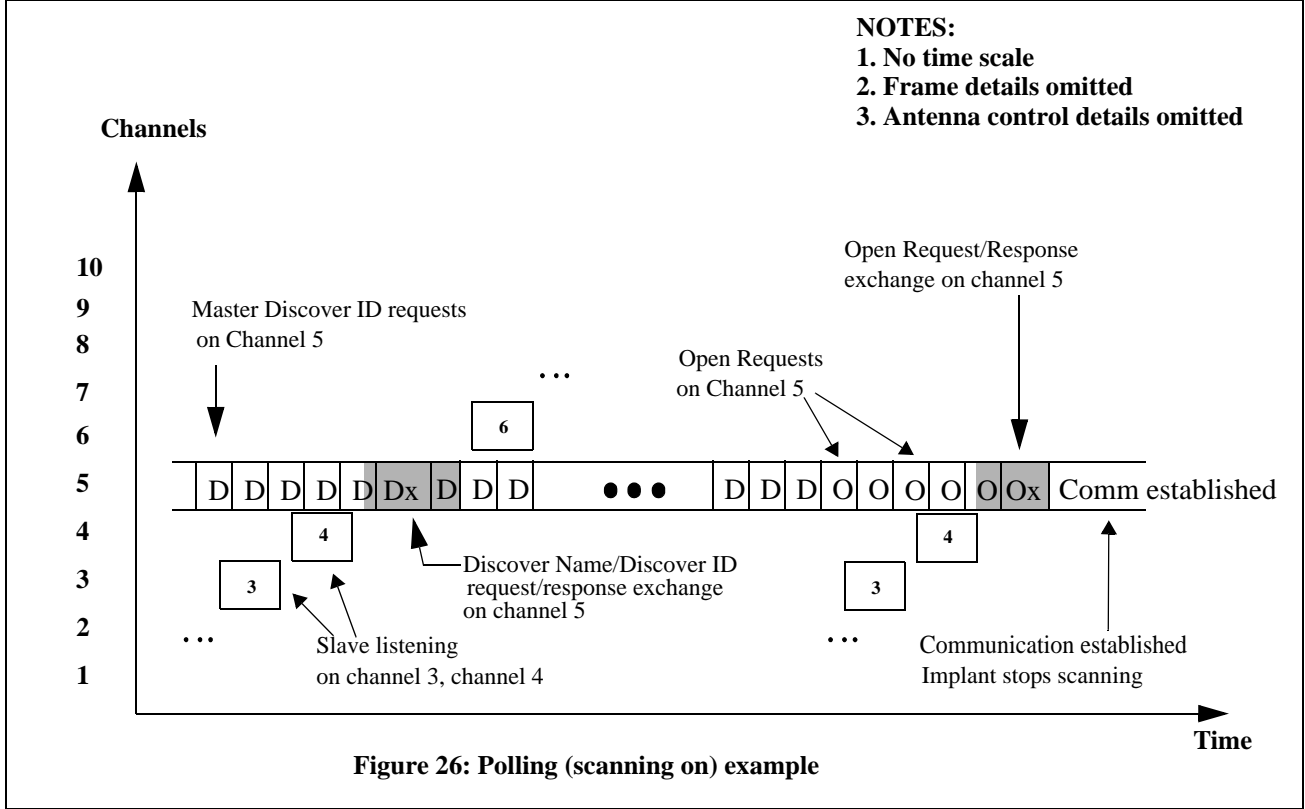 NOTES:
1. No time scale
2. Frame details omitted
3. Antenna control details omitted
Channels
10
9
8
7
6
5
4
3
2
1
Master Discover ID requests
on Channel 5
...
6
Open Requests
on Channel 5
Open Request/Response
exchange on channel 5
D D D D D Dx D D D ●●● D D D O O O O O Ox Comm established
4
3
Discover Name/Discover ID
request/response exchange
on channel 5
4
3
...
Slave listening
on channel 3, channel 4
...
Communication established
Implant stops scanning
Time
Figure 26: Polling (scanning on) example